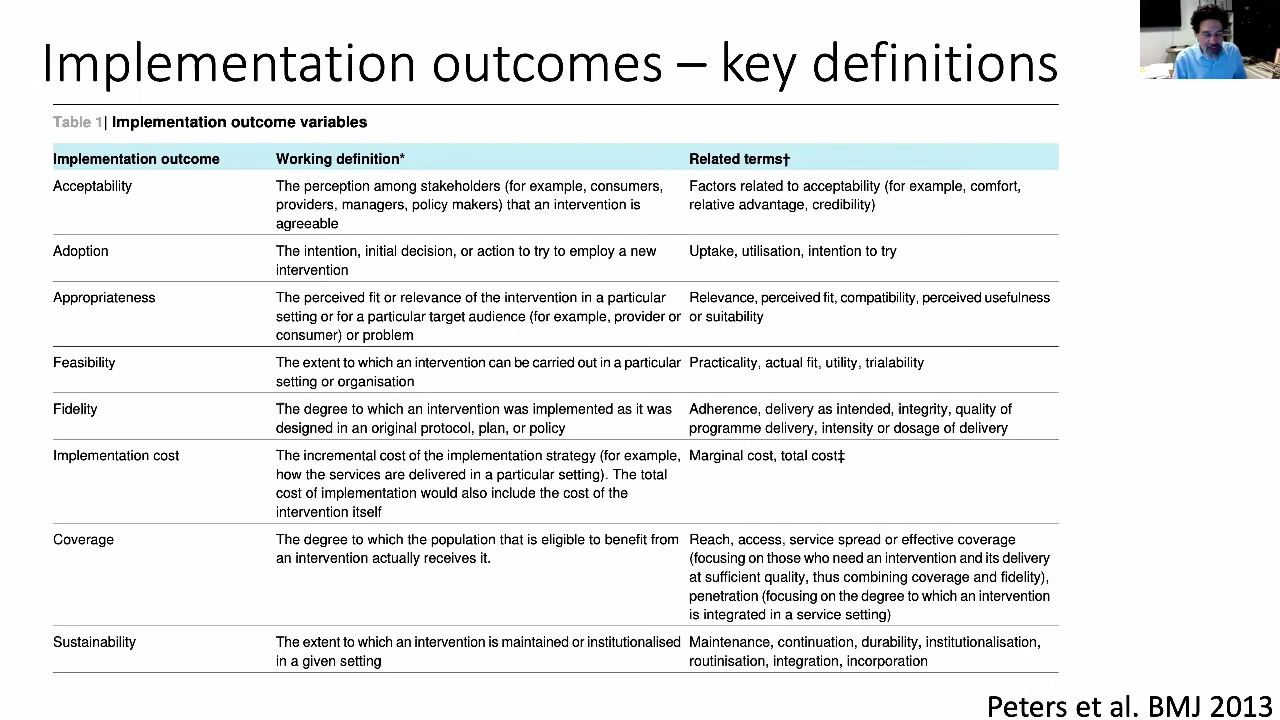 Implementation outcomes – key definitions
Table 1| Implementation outcome variables
Implementation outcome Working definition* Related terms†
Acceptability
The perception among stakeholders (for example, consumers,
providers, managers, policy makers) that an intervention is
agreeable
Factors related to acceptability (for example, comfort,
relative advantage, credibility)
Adoption
The intention, initial decision, or action to try to employ a new
intervention
Uptake, utilisation, intention to try
Appropriateness
The perceived fit or relevance of the intervention in a particular
setting or for a particular target audience (for example, provider or
consumer) or problem
Relevance, perceived fit, compatibility, perceived usefulness
or suitability
Feasibility
The extent to which an intervention can be carried out in a particular
setting or organisation
Practicality, actual fit, utility, trialability
Fidelity
The degree to which an intervention was implemented as it was
designed in an original protocol, plan, or policy
Adherence, delivery as intended, integrity, quality of
programme delivery, intensity or dosage of delivery
Implementation cost
The incremental cost of the implementation strategy (for example,
how the services are delivered in a particular setting). The total
cost of implementation would also include the cost of the
intervention itself
Marginal cost, total cost‡
Coverage
The degree to which the population that is eligible to benefit from
an intervention actually receives it.
Reach, access, service spread or effective coverage
(focusing on those who need an intervention and its delivery
at sufficient quality, thus combining coverage and fidelity),
penetration (focusing on the degree to which an intervention
is integrated in a service setting)
Sustainability
The extent to which an intervention is maintained or institutionalised
in a given setting
Maintenance, continuation, durability, institutionalisation,
routinisation, integration, incorporation
Peters et al. BMJ 2013